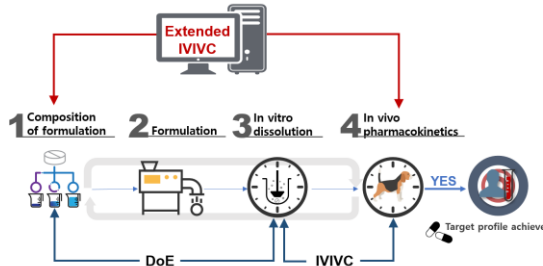 Extended
IVIVC
1 Composition
of formulation
2 Formulation
3 In vitro
dissolution
4 In vivo
pharmacokinetics
YES
Target profile achieve
DoE
IVIVC